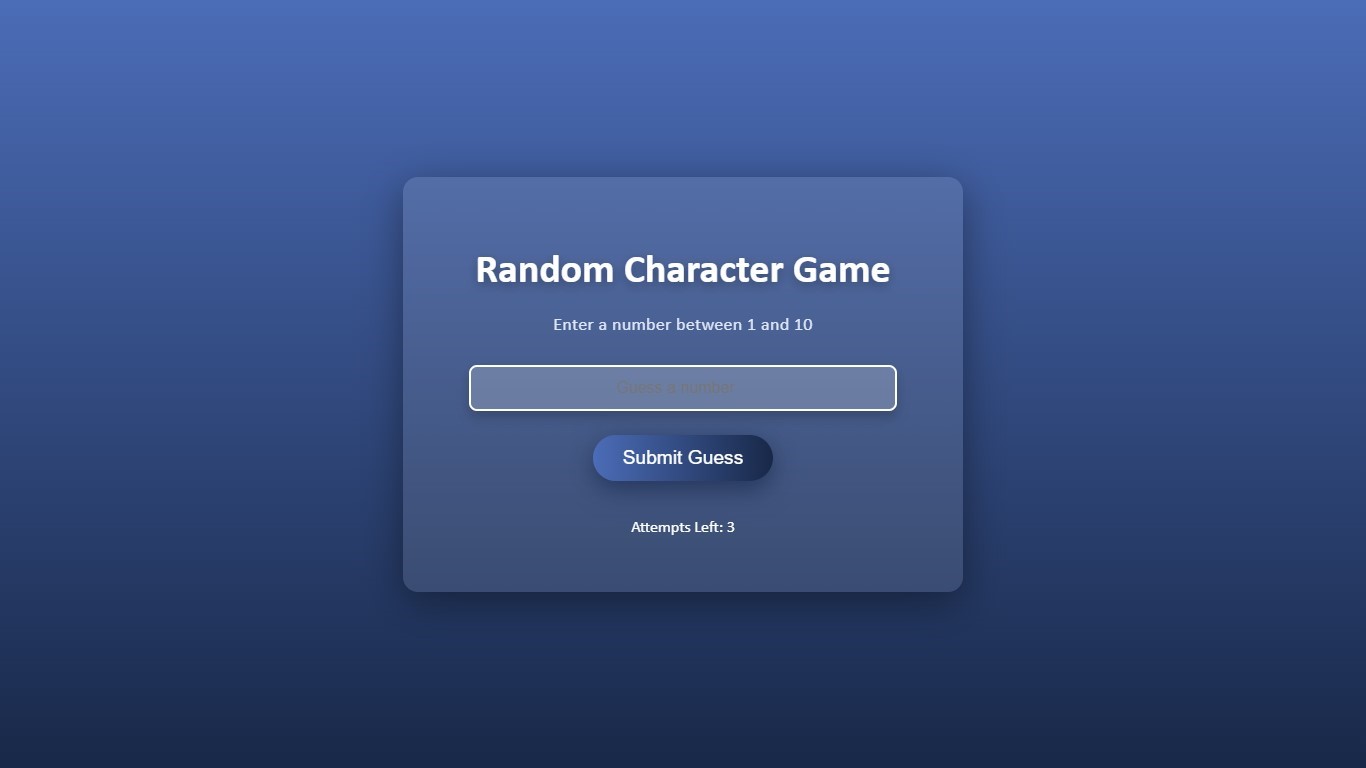 Random Character Game
Enter a number between 1 and 10
Guess a number
Submit Guess
Attempts Left: 3